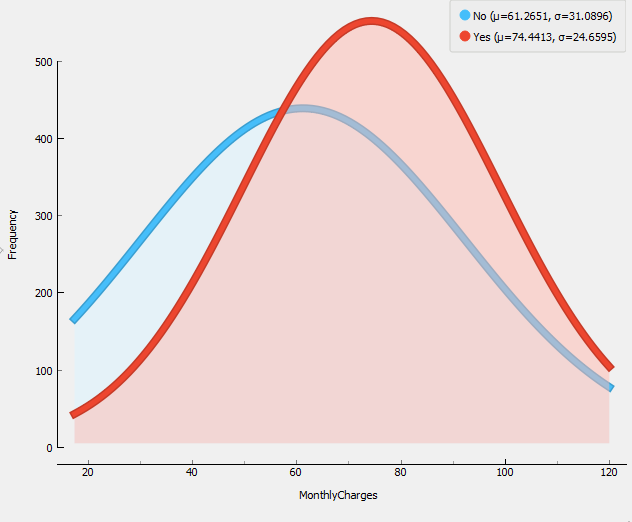 No (μ=61.2651, σ=31.0896)
Yes (μ=74.4413, σ=24.6595)
500
400
300
200
100
0
Frequency
20 40 60 80 100 120
MonthlyCharges